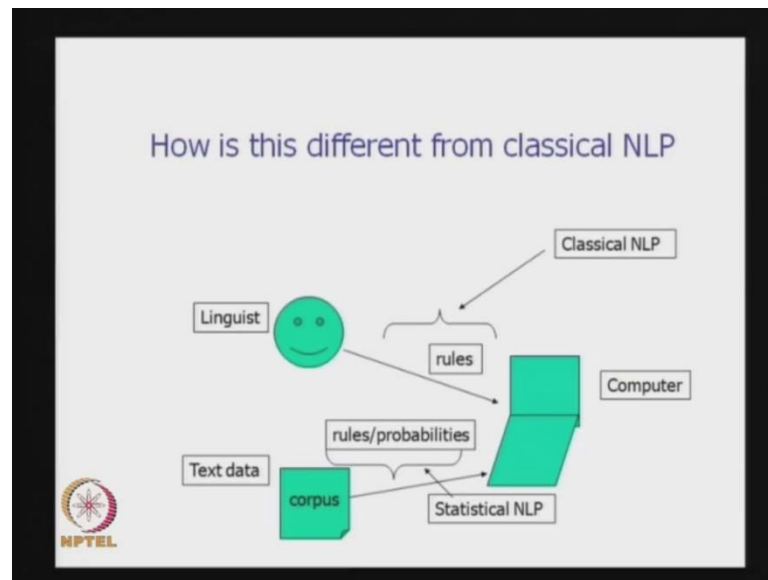 How is this different from classical NLP
Classical NLP
Linguist
rules
Computer
rules/probabilities
Text data
corpus
Statistical NLP
NPTEL